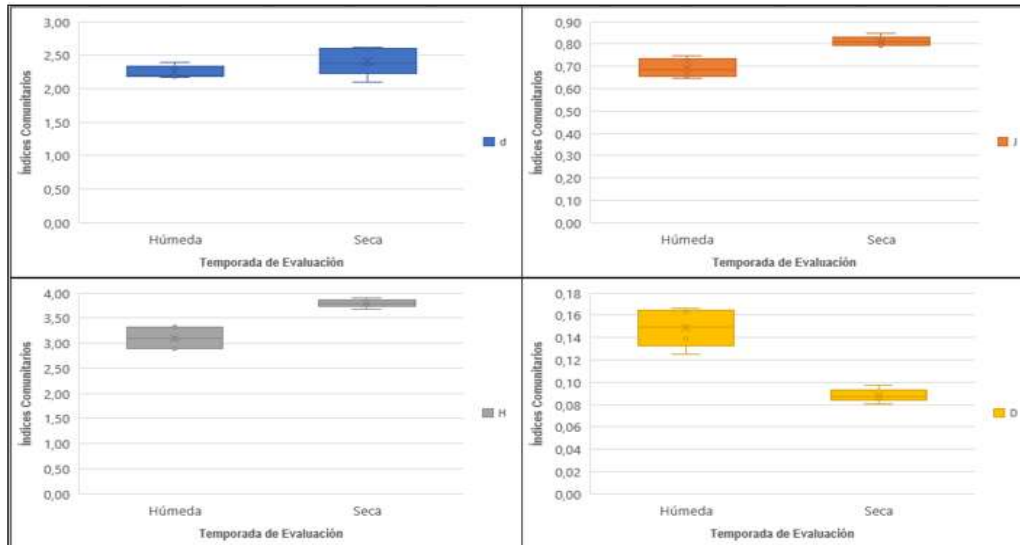 3,00
2,50
2,00
1,50
1,00
0,50
0,00
Índices Comunitarios
Húmeda
Seca
Temporada de Evaluación
d
0,90
0,80
0,70
0,60
0,50
0,40
0,30
0,20
0,10
0,00
Índices Comunitarios
Húmeda
Seca
Temporada de Evaluación
J
4,00
3,50
3,00
2,50
2,00
1,50
1,00
0,50
0,00
Índices Comunitarios
Húmeda
Seca
Temporada de Evaluación
H
0,18
0,16
0,14
0,12
0,10
0,08
0,06
0,04
0,02
0,00
Índices Comunitarios
Húmeda
Seca
Temporada de Evaluación
D